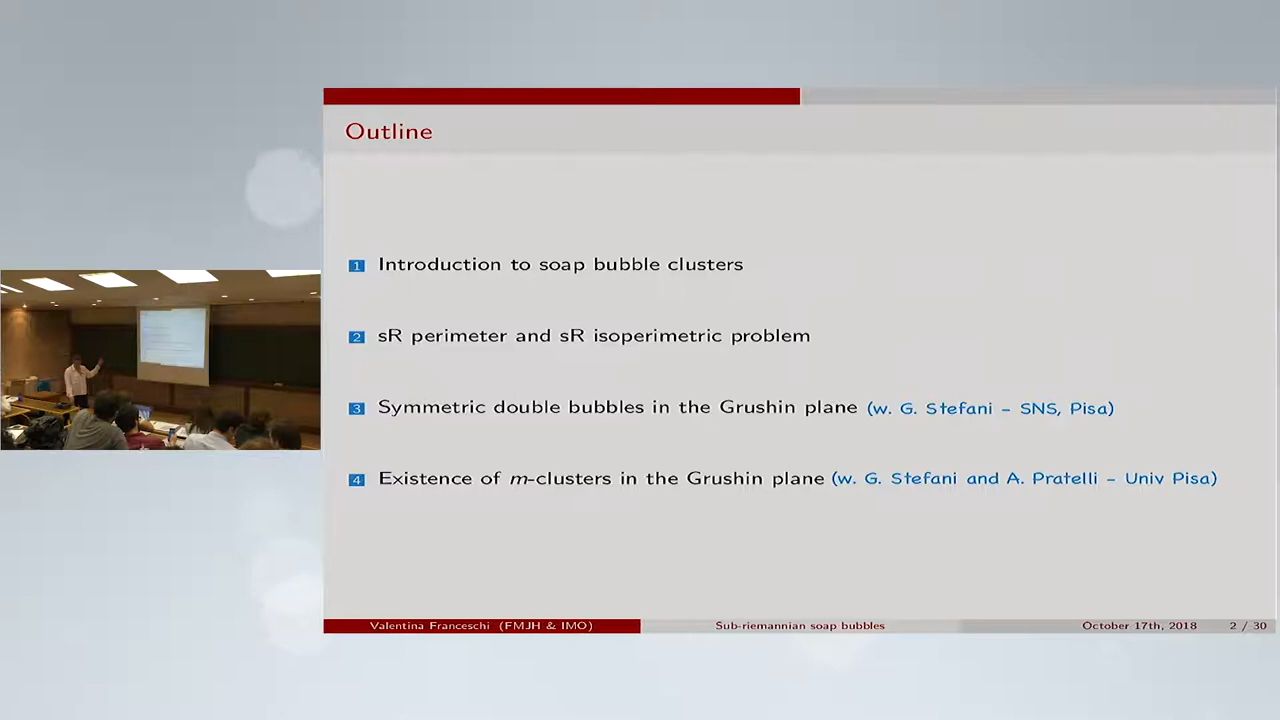 Outline
1 Introduction to soap bubble clusters
2 sR perimeter and sR isoperimetric problem
3 Symmetric double bubbles in the Grushin plane (w. G. Stefani – SNS, Pisa)
4 Existence of m-clusters in the Grushin plane (w. G. Stefani and A. Pratelli – Univ Pisa)
Valentina Franceschi (FMJH & IMO) Sub-riemannian soap bubbles October 17th, 2018 2 / 30